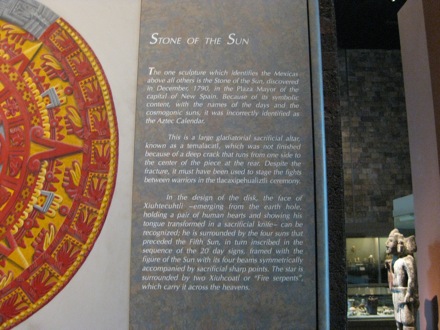 STONE OF THE SUN
The one sculpture which identifies the Mexicas
above all others is the Stone of the Sun, discovered
in December, 1790, in the Plaza Mayor of the
capital of New Spain. Because of its symbolic
content, with the names of the days and the
cosmogonic suns, it was incorrectly identified as
the Aztec Calendar.
This is a large gladiatorial sacrificial altar,
known as a temalacatl, which was not finished
because of a deep crack that runs from one side to
the center of the piece at the rear. Despite the
fracture, it must have been used to stage the fights
between warriors in the tlacaxipehualiztli ceremony.
In the design of the disk, the face of
Xiuhtecuhtli —emerging from the earth hole,
holding a pair of human hearts and showing his
tongue transformed in a sacrificial knife— can be
recognized; he is surrounded by the four suns that
preceded the Fifth Sun, in turn inscribed in the
sequence of the 20 day signs, framed with the
figure of the Sun with its four beams symmetrically
accompanied by sacrificial sharp points. The star is
surrounded by two Xiuhcoatl or "Fire serpents",
which carry it across the heavens.